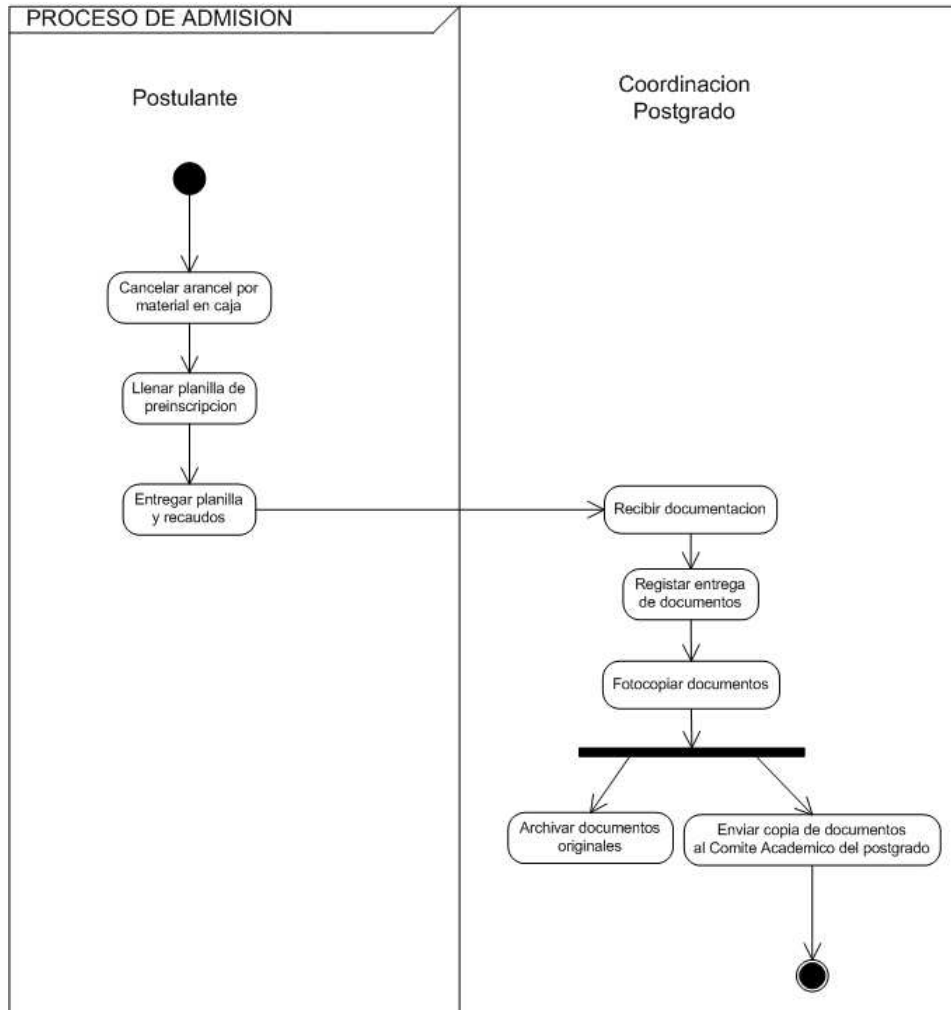 PROCESO DE ADMISION
Postulante
Coordinacion
Postgrado
Cancelar arancel por
material en caja
Llenar planilla de
preinscripcion
Entregar planilla
y recaudos
Recibir documentacion
Registar entrega
de documentos
Fotocopiar documentos
Archivar documentos
originales
Enviar copia de documentos
al Comite Academico del postgrado